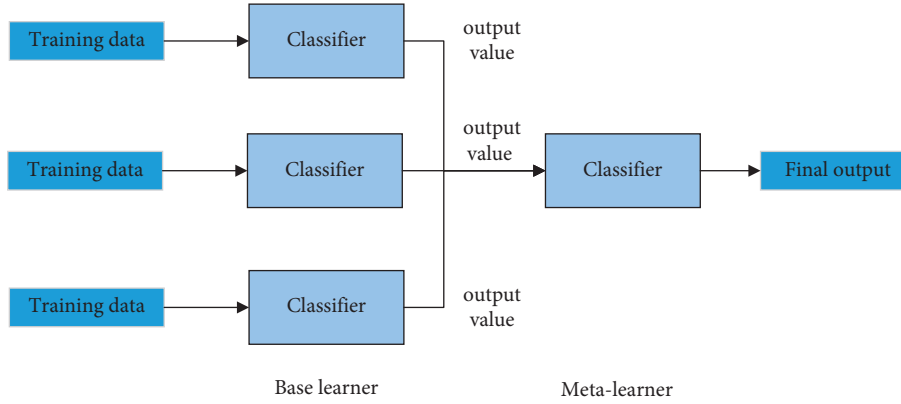 Training data
Classifier
output
value
Training data
Classifier
output
value
Classifier
Final output
Training data
Classifier
output
value
Base learner
Meta-learner